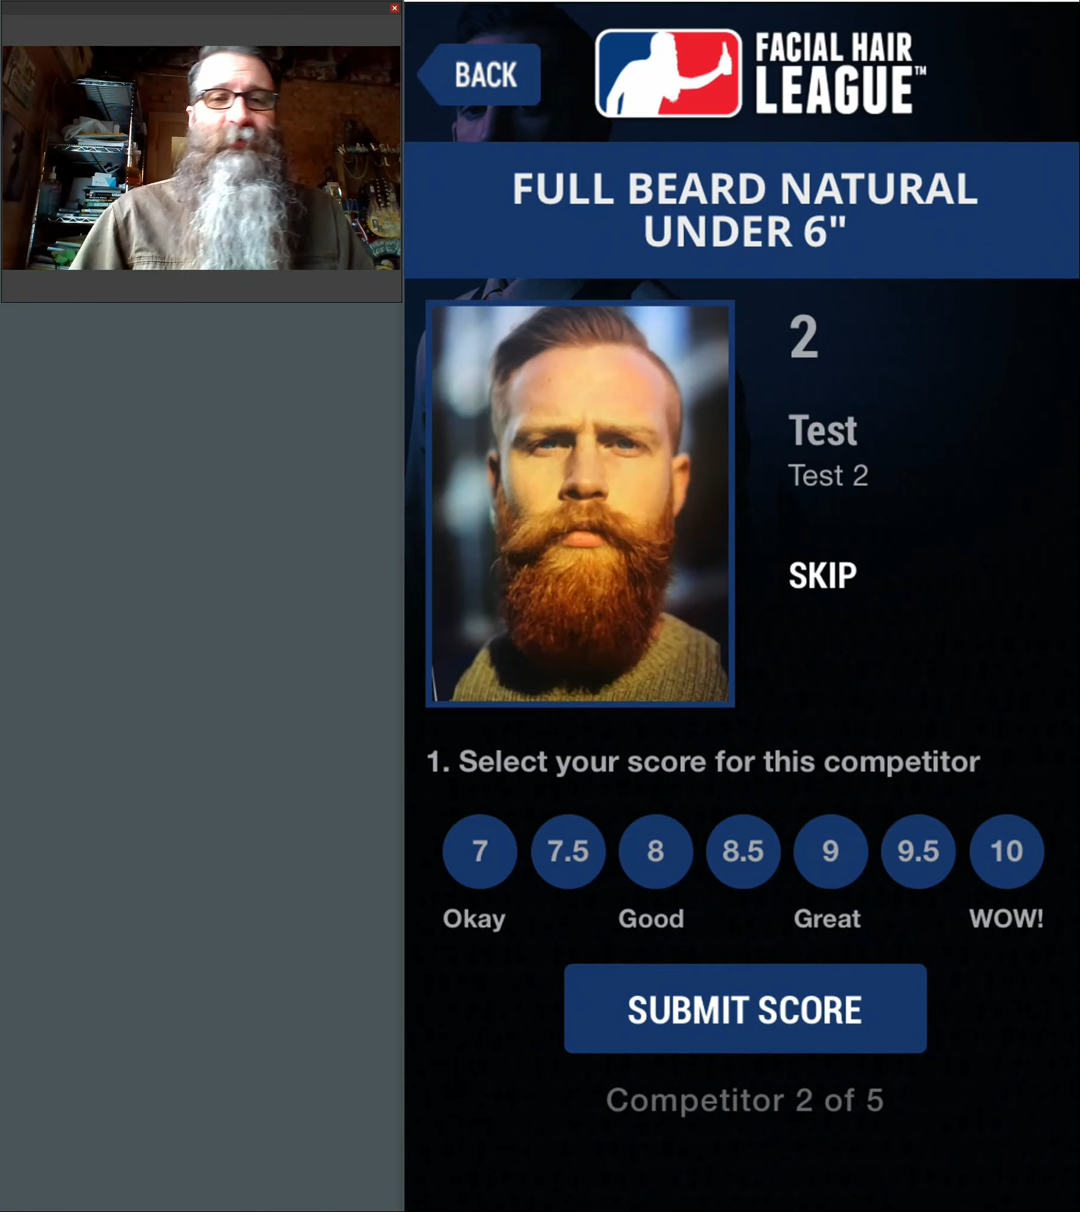 BACK
FACIAL HAIR
LEAGUE™
FULL BEARD NATURAL
UNDER 6"
2
Test
Test 2
SKIP
1. Select your score for this competitor
7 7.5 8 8.5 9 9.5 10
Okay Good Great WOW!
SUBMIT SCORE
Competitor 2 of 5